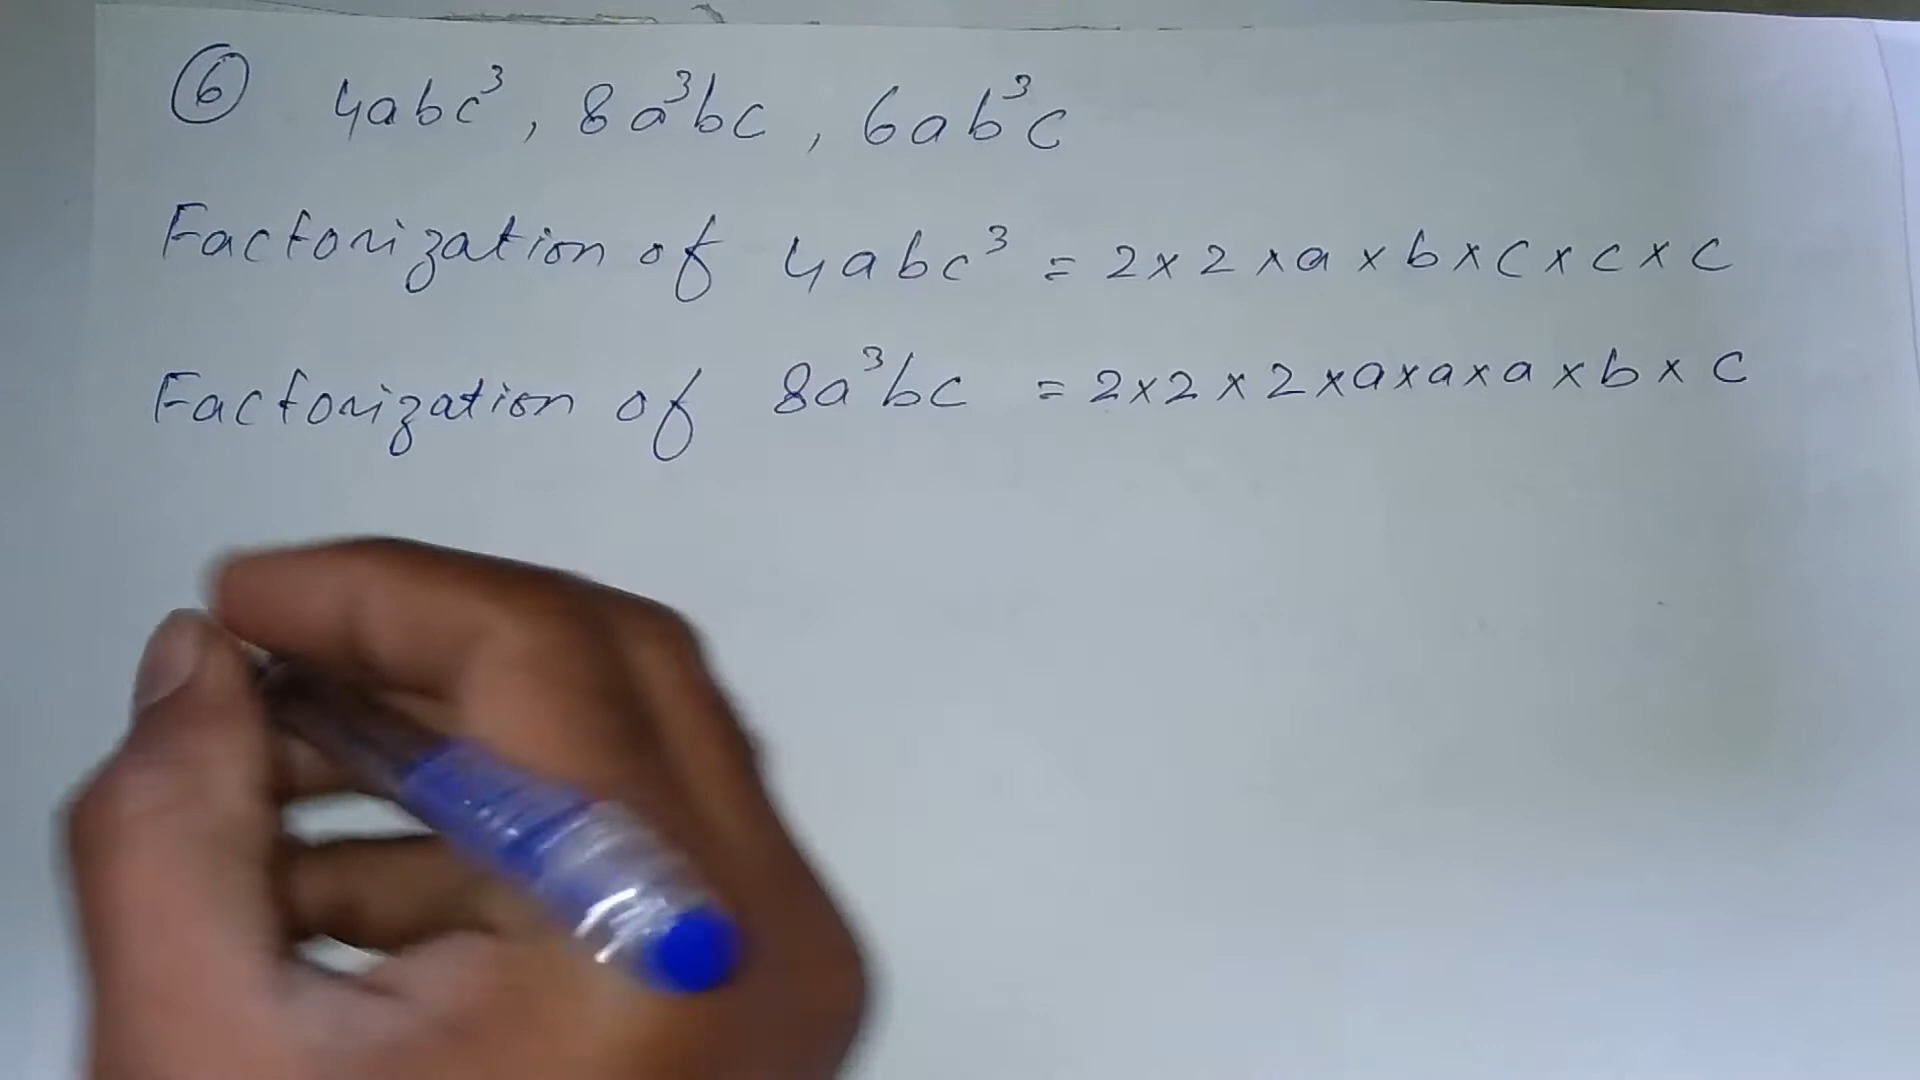 ⑥ 4abc³, 8a³bc, 6ab³c
Factorization of 4abc³ = 2×2×a×b×c×c×c
Factorization of 8a³bc = 2×2×2×a×a×a×b×c